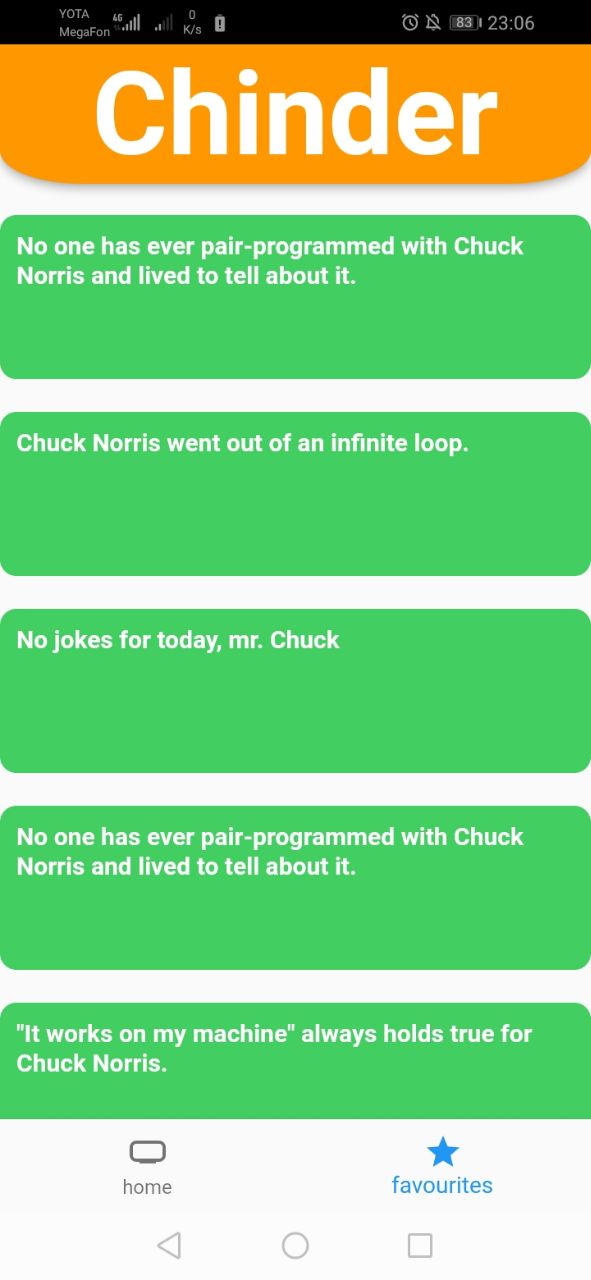 YOTA
MegaFon
4G
0
K/s
83
23:06
Chinder
No one has ever pair-programmed with Chuck
Norris and lived to tell about it.
Chuck Norris went out of an infinite loop.
No jokes for today, mr. Chuck
No one has ever pair-programmed with Chuck
Norris and lived to tell about it.
"It works on my machine" always holds true for
Chuck Norris.
home
favourites